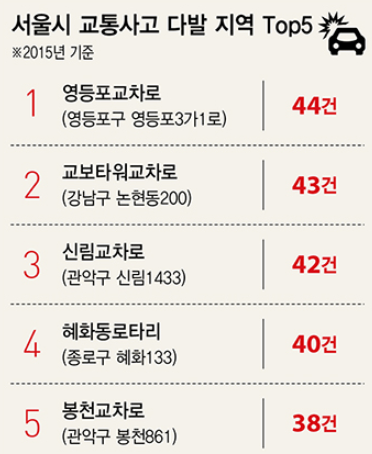 서울시 교통사고 다발 지역 Top5
※2015년 기준
1 영등포교차로 44건
(영등포구 영등포3가1로)
2 교보타워교차로 43건
(강남구 논현동200)
3 신림교차로 42건
(관악구 신림1433)
4 혜화동로타리 40건
(종로구 혜화133)
5 봉천교차로 38건
(관악구 봉천861)